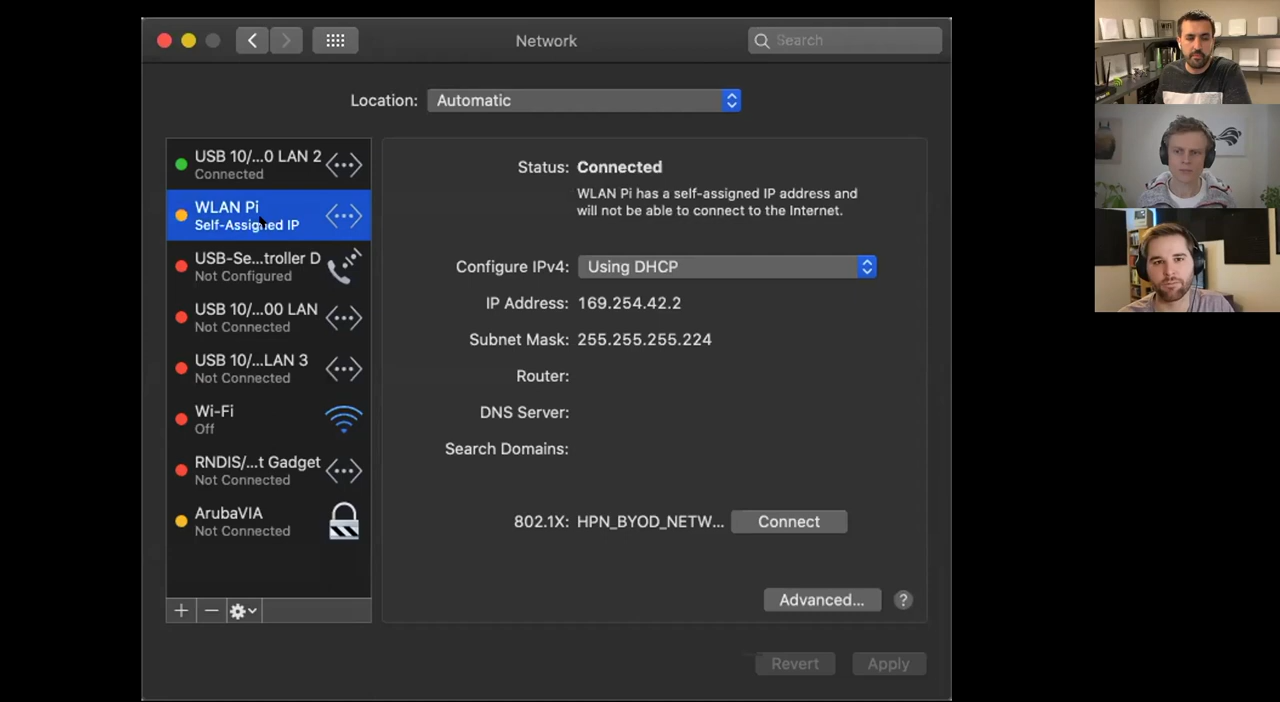 Network
Search
Location: Automatic
USB 10/...0 LAN 2
Connected
WLAN Pi
Self-Assigned IP
USB-Se...troller D
Not Configured
USB 10/...00 LAN
Not Connected
USB 10/...LAN 3
Not Connected
Wi-Fi
Off
RNDIS/...t Gadget
Not Connected
ArubaVIA
Not Connected
Status: Connected
WLAN Pi has a self-assigned IP address and
will not be able to connect to the Internet.
Configure IPv4: Using DHCP
IP Address: 169.254.42.2
Subnet Mask: 255.255.255.224
Router:
DNS Server:
Search Domains:
802.1X: HPN_BYOD_NETW... Connect
Advanced... ?
Revert Apply